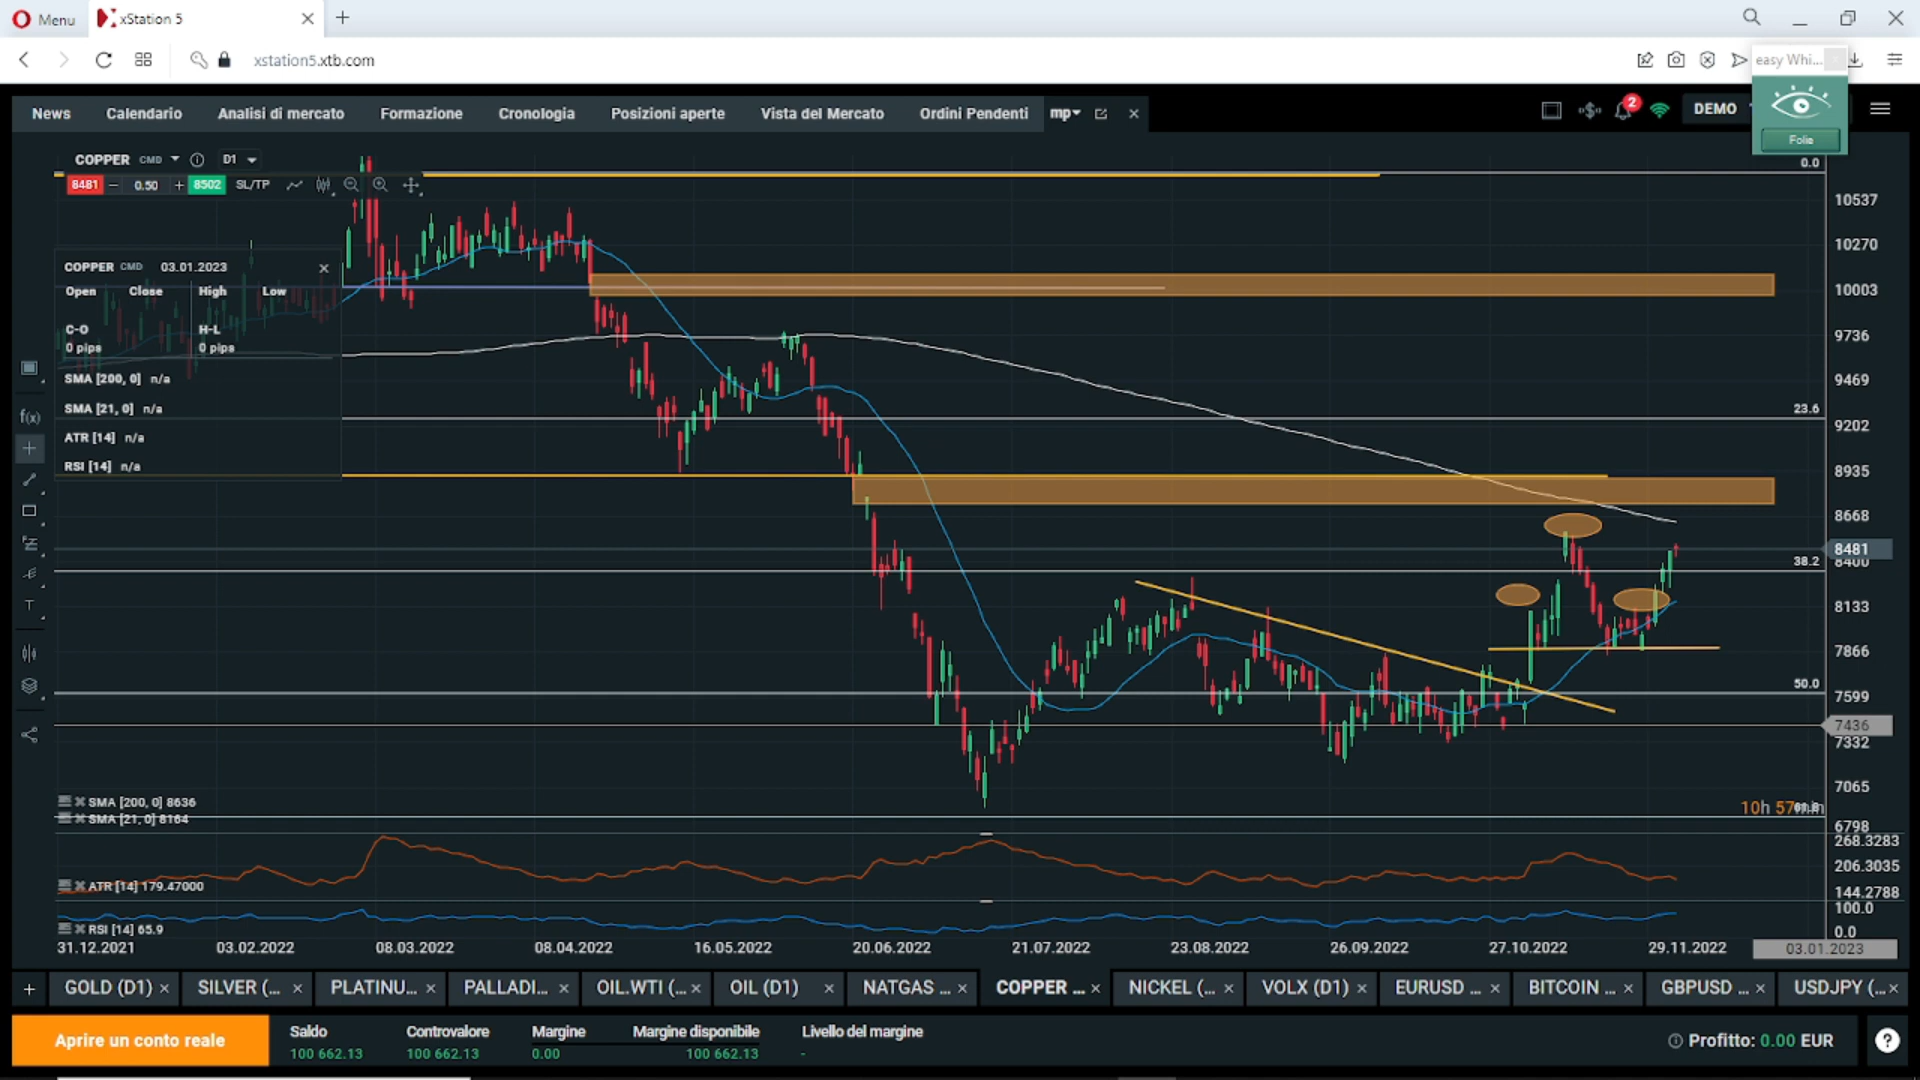 Menu
xStation 5
xstation5.xtb.com
easy Whi...
Folie
News Calendario Analisi di mercato Formazione Cronologia Posizioni aperte Vista del Mercato Ordini Pendenti mp
2
DEMO
COPPER CMD D1
8481 0.50 8502 SL/TP
COPPER CMD 03.01.2023
Open Close High Low
C-O H-L
0 pips 0 pips
SMA [200, 0] n/a
SMA [21, 0] n/a
ATR [14] n/a
RSI [14] n/a
f(x)
T
0.0
10537
10270
10003
9736
9469
23.6
9202
8935
8668
8481
38.2
8400
8133
7866
50.0
7599
7436
7332
7065
10h 57min
61.8
6798
SMA [200, 0] 8636
SMA [21, 0] 8164
268.3283
206.3035
144.2788
ATR [14] 179.47000
100.0
0.0
RSI [14] 65.9
31.12.2021 03.02.2022 08.03.2022 08.04.2022 16.05.2022 20.06.2022 21.07.2022 23.08.2022 26.09.2022 27.10.2022 29.11.2022 03.01.2023
GOLD (D1) SILVER (... PLATINU... PALLADI... OIL.WTI (... OIL (D1) NATGAS ... COPPER ... NICKEL (... VOLX (D1) EURUSD ... BITCOIN ... GBPUSD ... USDJPY (...
Aprire un conto reale
Saldo Controvalore Margine Margine disponibile Livello del margine
100 662.13 100 662.13 0.00 100 662.13 -
Profitto: 0.00 EUR
?